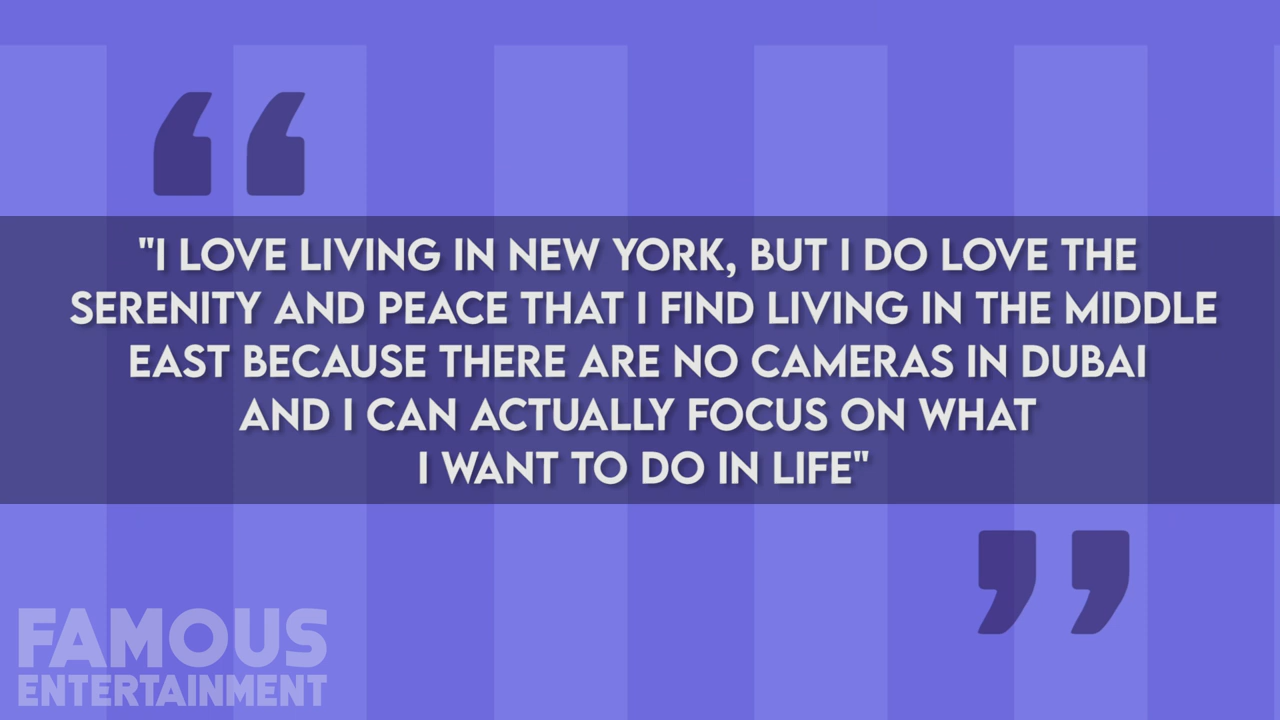 "I LOVE LIVING IN NEW YORK, BUT I DO LOVE THE
SERENITY AND PEACE THAT I FIND LIVING IN THE MIDDLE
EAST BECAUSE THERE ARE NO CAMERAS IN DUBAI
AND I CAN ACTUALLY FOCUS ON WHAT
I WANT TO DO IN LIFE"
FAMOUS
ENTERTAINMENT